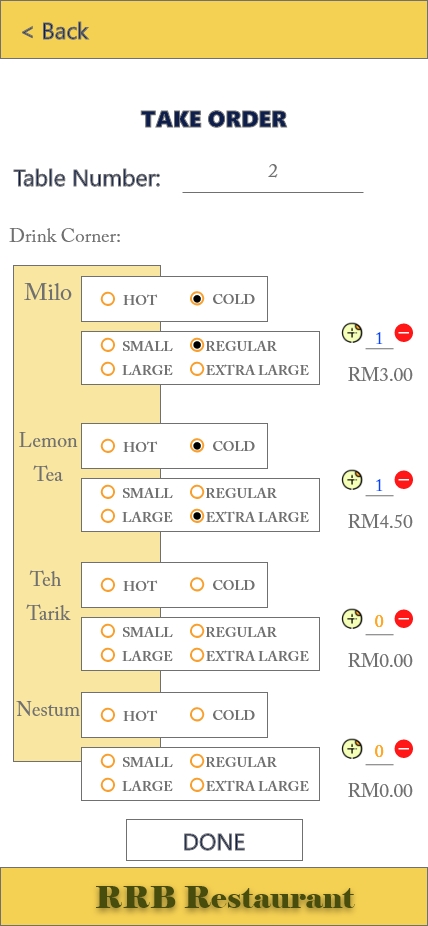 < Back
TAKE ORDER
Table Number: 2
Drink Corner:
Milo
HOT COLD
SMALL REGULAR
LARGE EXTRA LARGE
1
RM3.00
Lemon
Tea
HOT COLD
SMALL REGULAR
LARGE EXTRA LARGE
1
RM4.50
Teh
Tarik
HOT COLD
SMALL REGULAR
LARGE EXTRA LARGE
0
RM0.00
Nestum
HOT COLD
SMALL REGULAR
LARGE EXTRA LARGE
0
RM0.00
DONE
RRB Restaurant